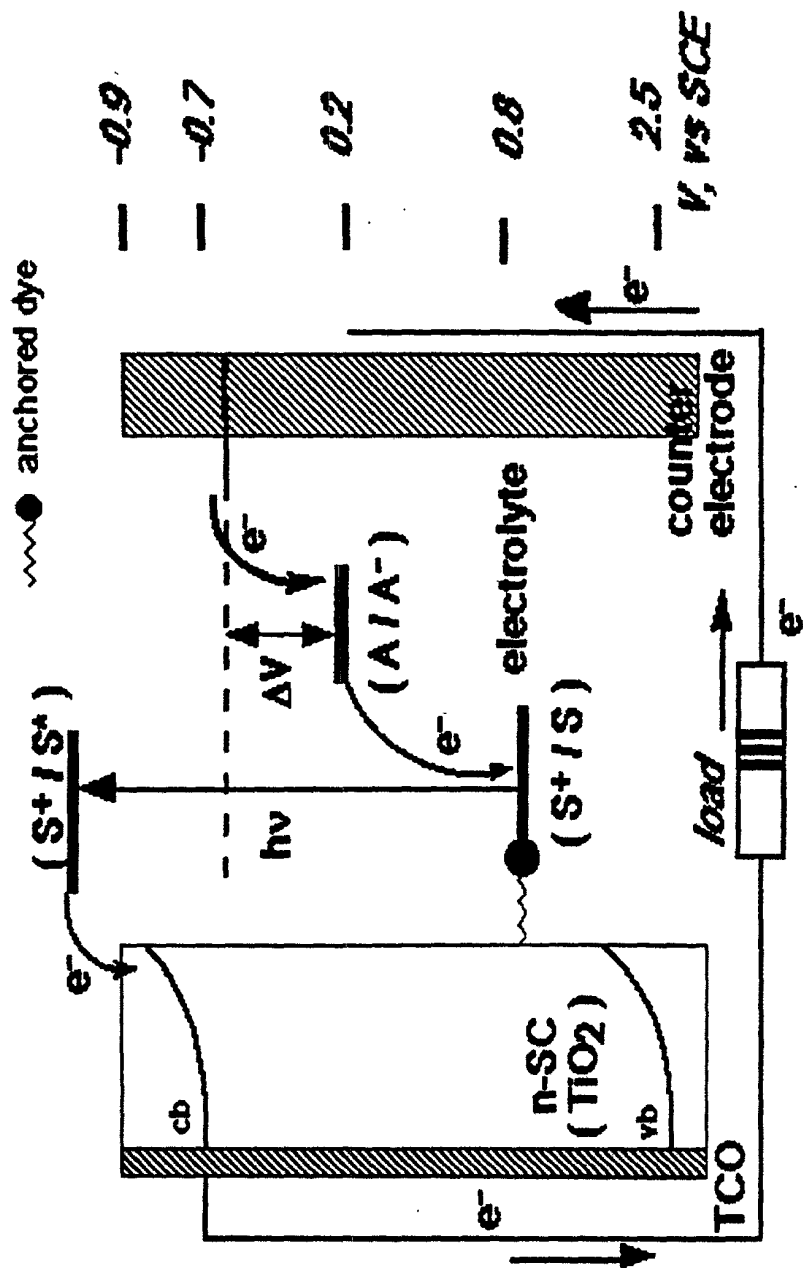 anchored dye
( S+ / S* )
e-
-0.9
cb
-0.7
hν
ΔV
e-
( A / A- )
0.2
e-
n-SC
( TiO2 )
( S+ / S )
electrolyte
0.8
e-
vb
counter
electrode
e-
2.5
V, vs SCE
TCO
load
e-